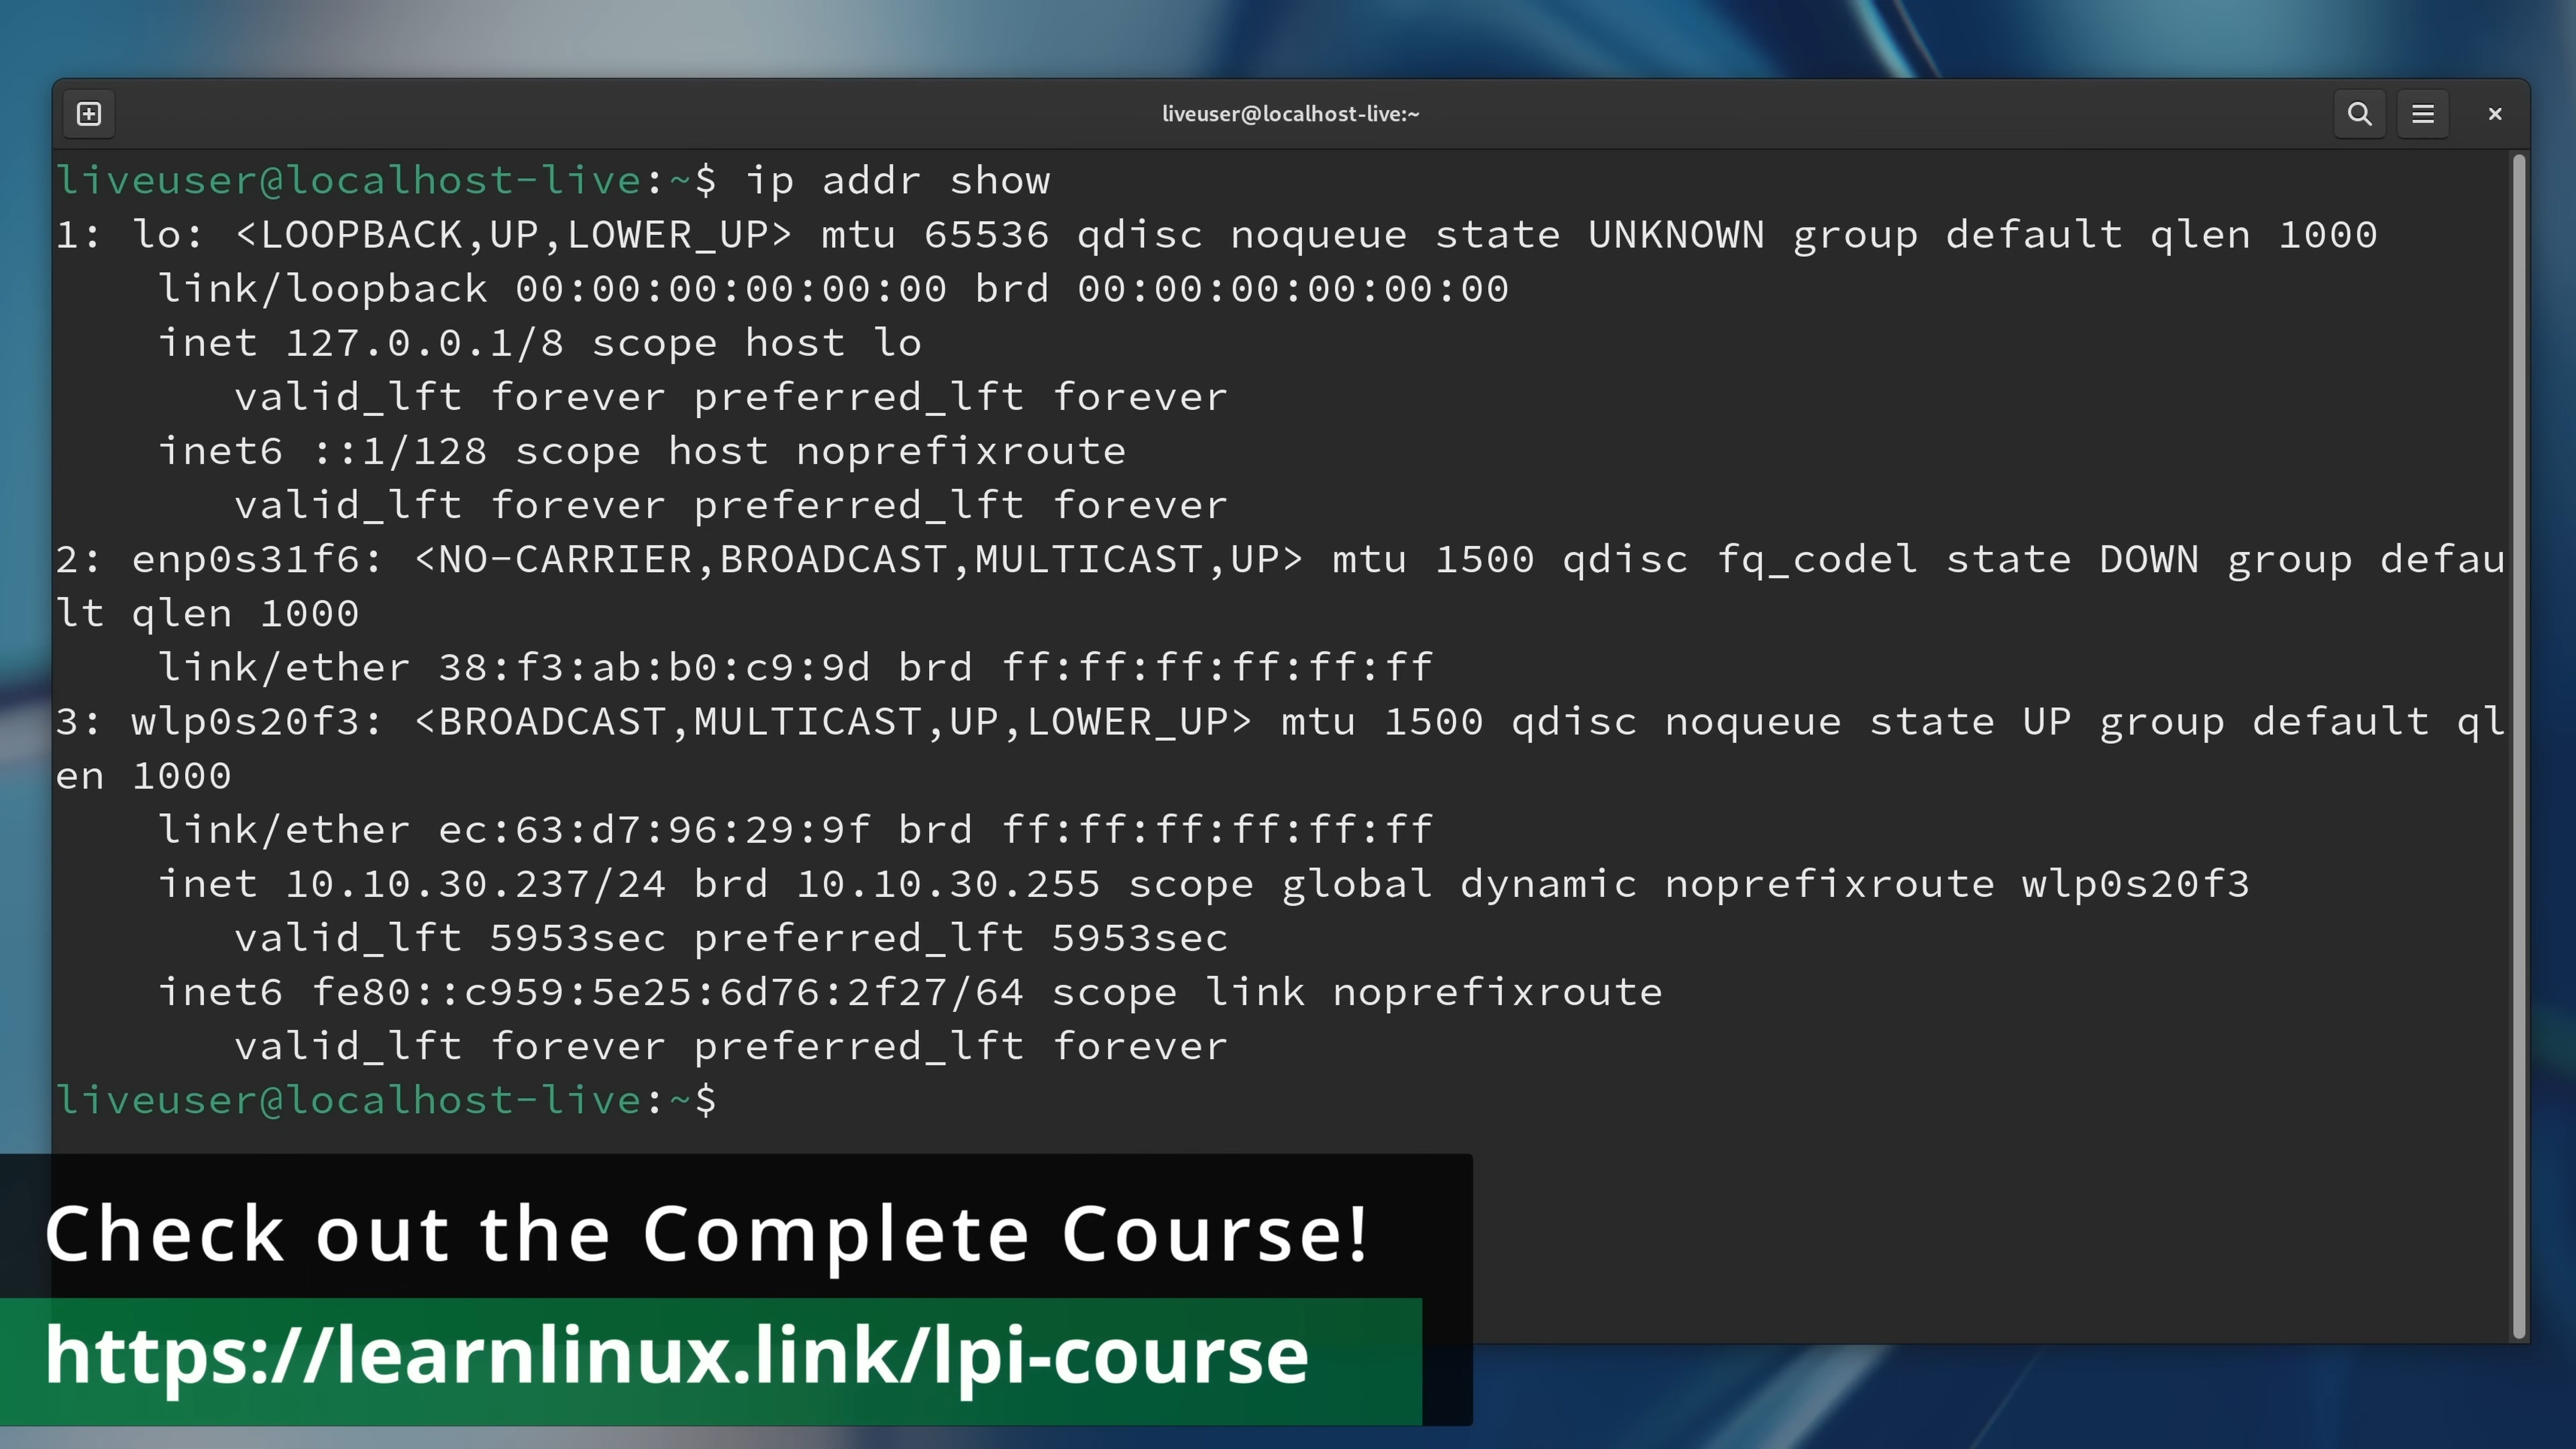 liveuser@localhost-live:~
liveuser@localhost-live:~$ ip addr show
1: lo: <LOOPBACK,UP,LOWER_UP> mtu 65536 qdisc noqueue state UNKNOWN group default qlen 1000
    link/loopback 00:00:00:00:00:00 brd 00:00:00:00:00:00
    inet 127.0.0.1/8 scope host lo
       valid_lft forever preferred_lft forever
    inet6 ::1/128 scope host noprefixroute
       valid_lft forever preferred_lft forever
2: enp0s31f6: <NO-CARRIER,BROADCAST,MULTICAST,UP> mtu 1500 qdisc fq_codel state DOWN group defau
lt qlen 1000
    link/ether 38:f3:ab:b0:c9:9d brd ff:ff:ff:ff:ff:ff
3: wlp0s20f3: <BROADCAST,MULTICAST,UP,LOWER_UP> mtu 1500 qdisc noqueue state UP group default ql
en 1000
    link/ether ec:63:d7:96:29:9f brd ff:ff:ff:ff:ff:ff
    inet 10.10.30.237/24 brd 10.10.30.255 scope global dynamic noprefixroute wlp0s20f3
       valid_lft 5953sec preferred_lft 5953sec
    inet6 fe80::c959:5e25:6d76:2f27/64 scope link noprefixroute
       valid_lft forever preferred_lft forever
liveuser@localhost-live:~$
Check out the Complete Course!
https://learnlinux.link/lpi-course